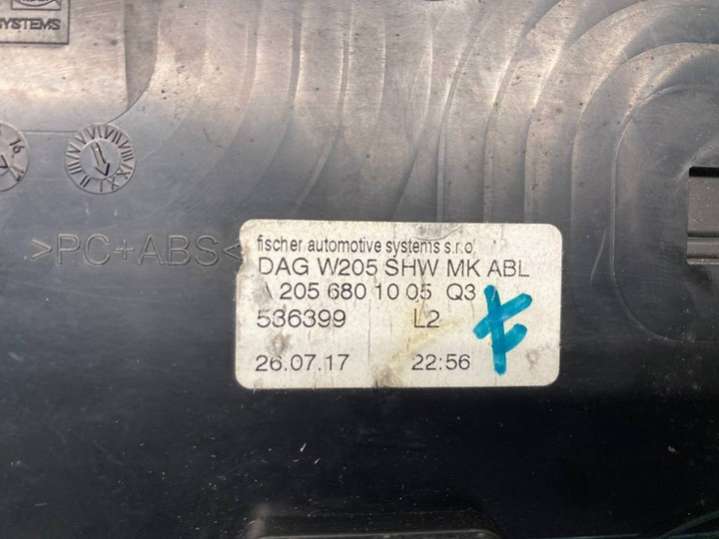 SYSTEMS
16
>PC+ABS<
fischer automotive systems s.r.o
DAG W205 SHW MK ABL
A 205 680 10 05 Q3
536399 L2
26.07.17 22:56